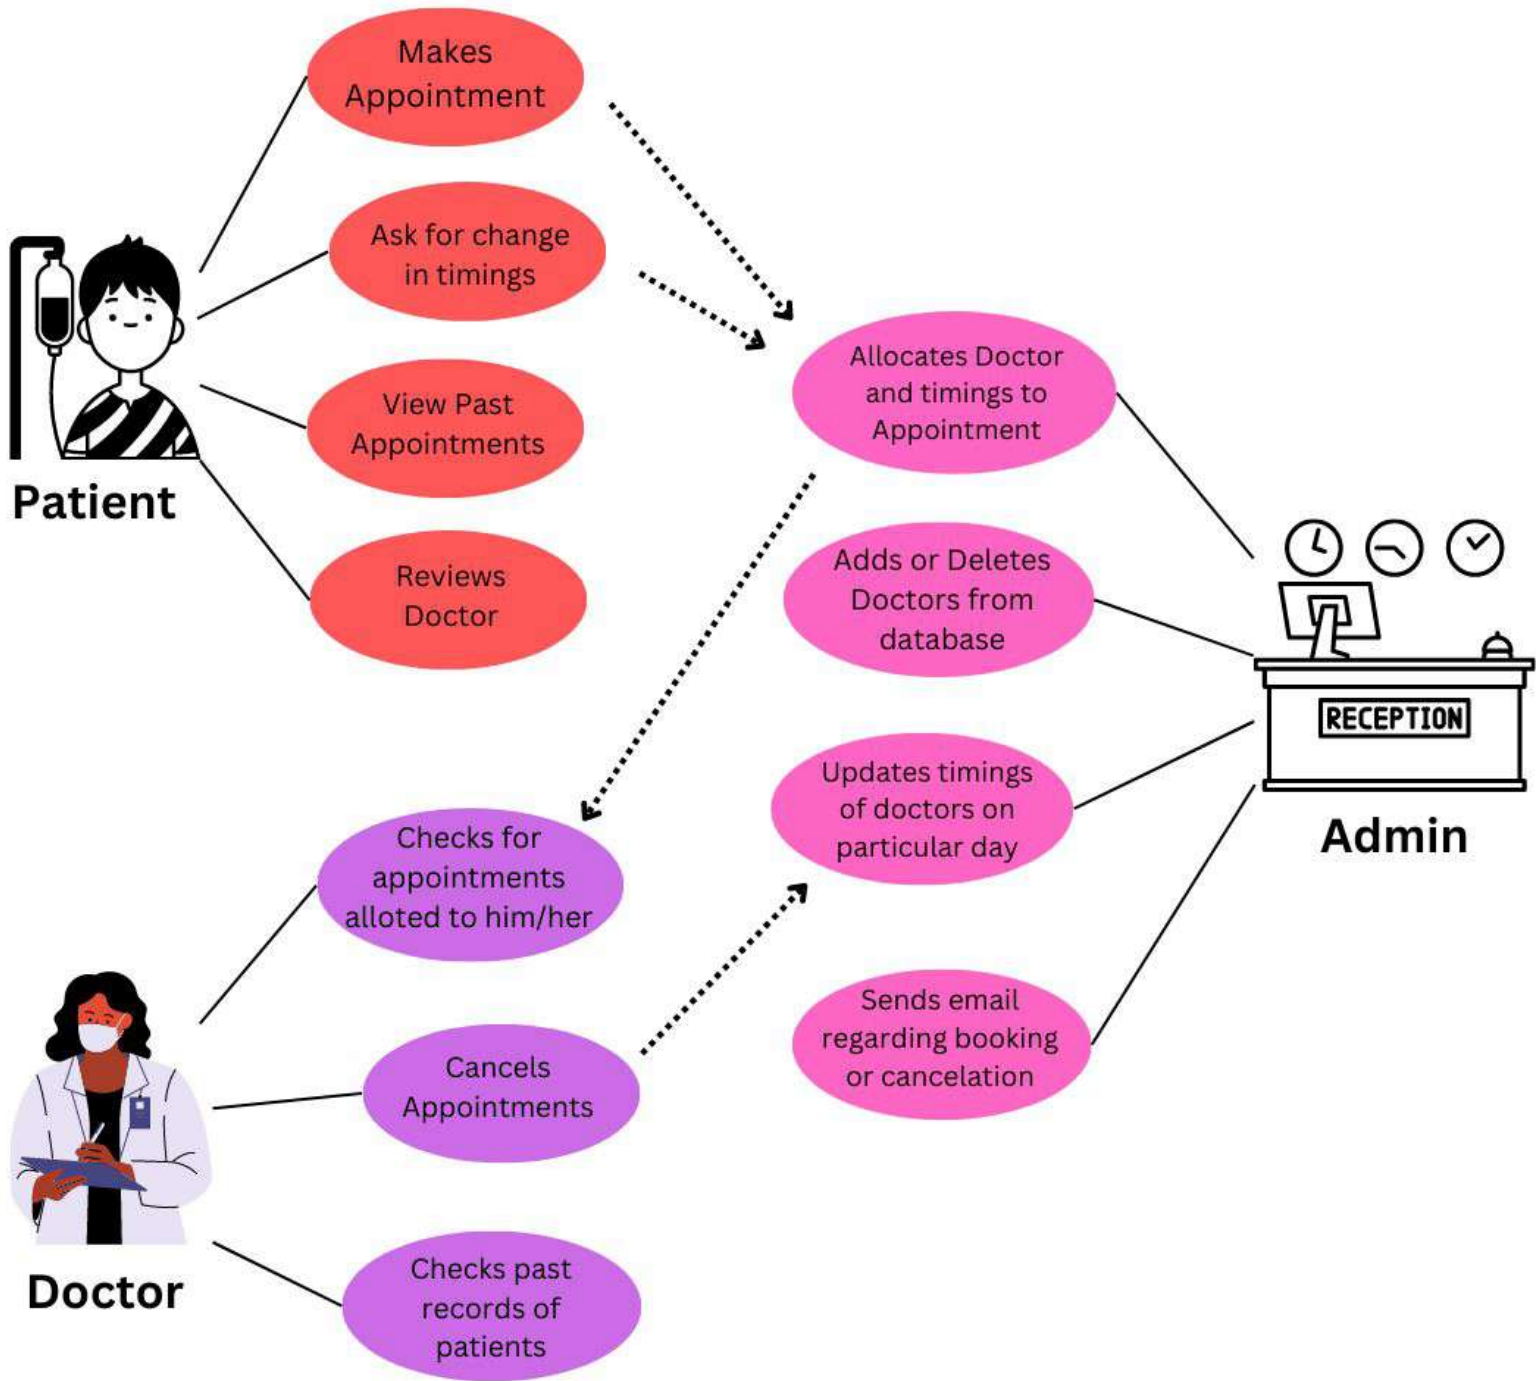 Makes
Appointment
Ask for change
in timings
View Past
Appointments
Reviews
Doctor
Patient
Allocates Doctor
and timings to
Appointment
Adds or Deletes
Doctors from
database
Updates timings
of doctors on
particular day
Sends email
regarding booking
or cancelation
RECEPTION
Admin
Checks for
appointments
alloted to him/her
Cancels
Appointments
Checks past
records of
patients
Doctor